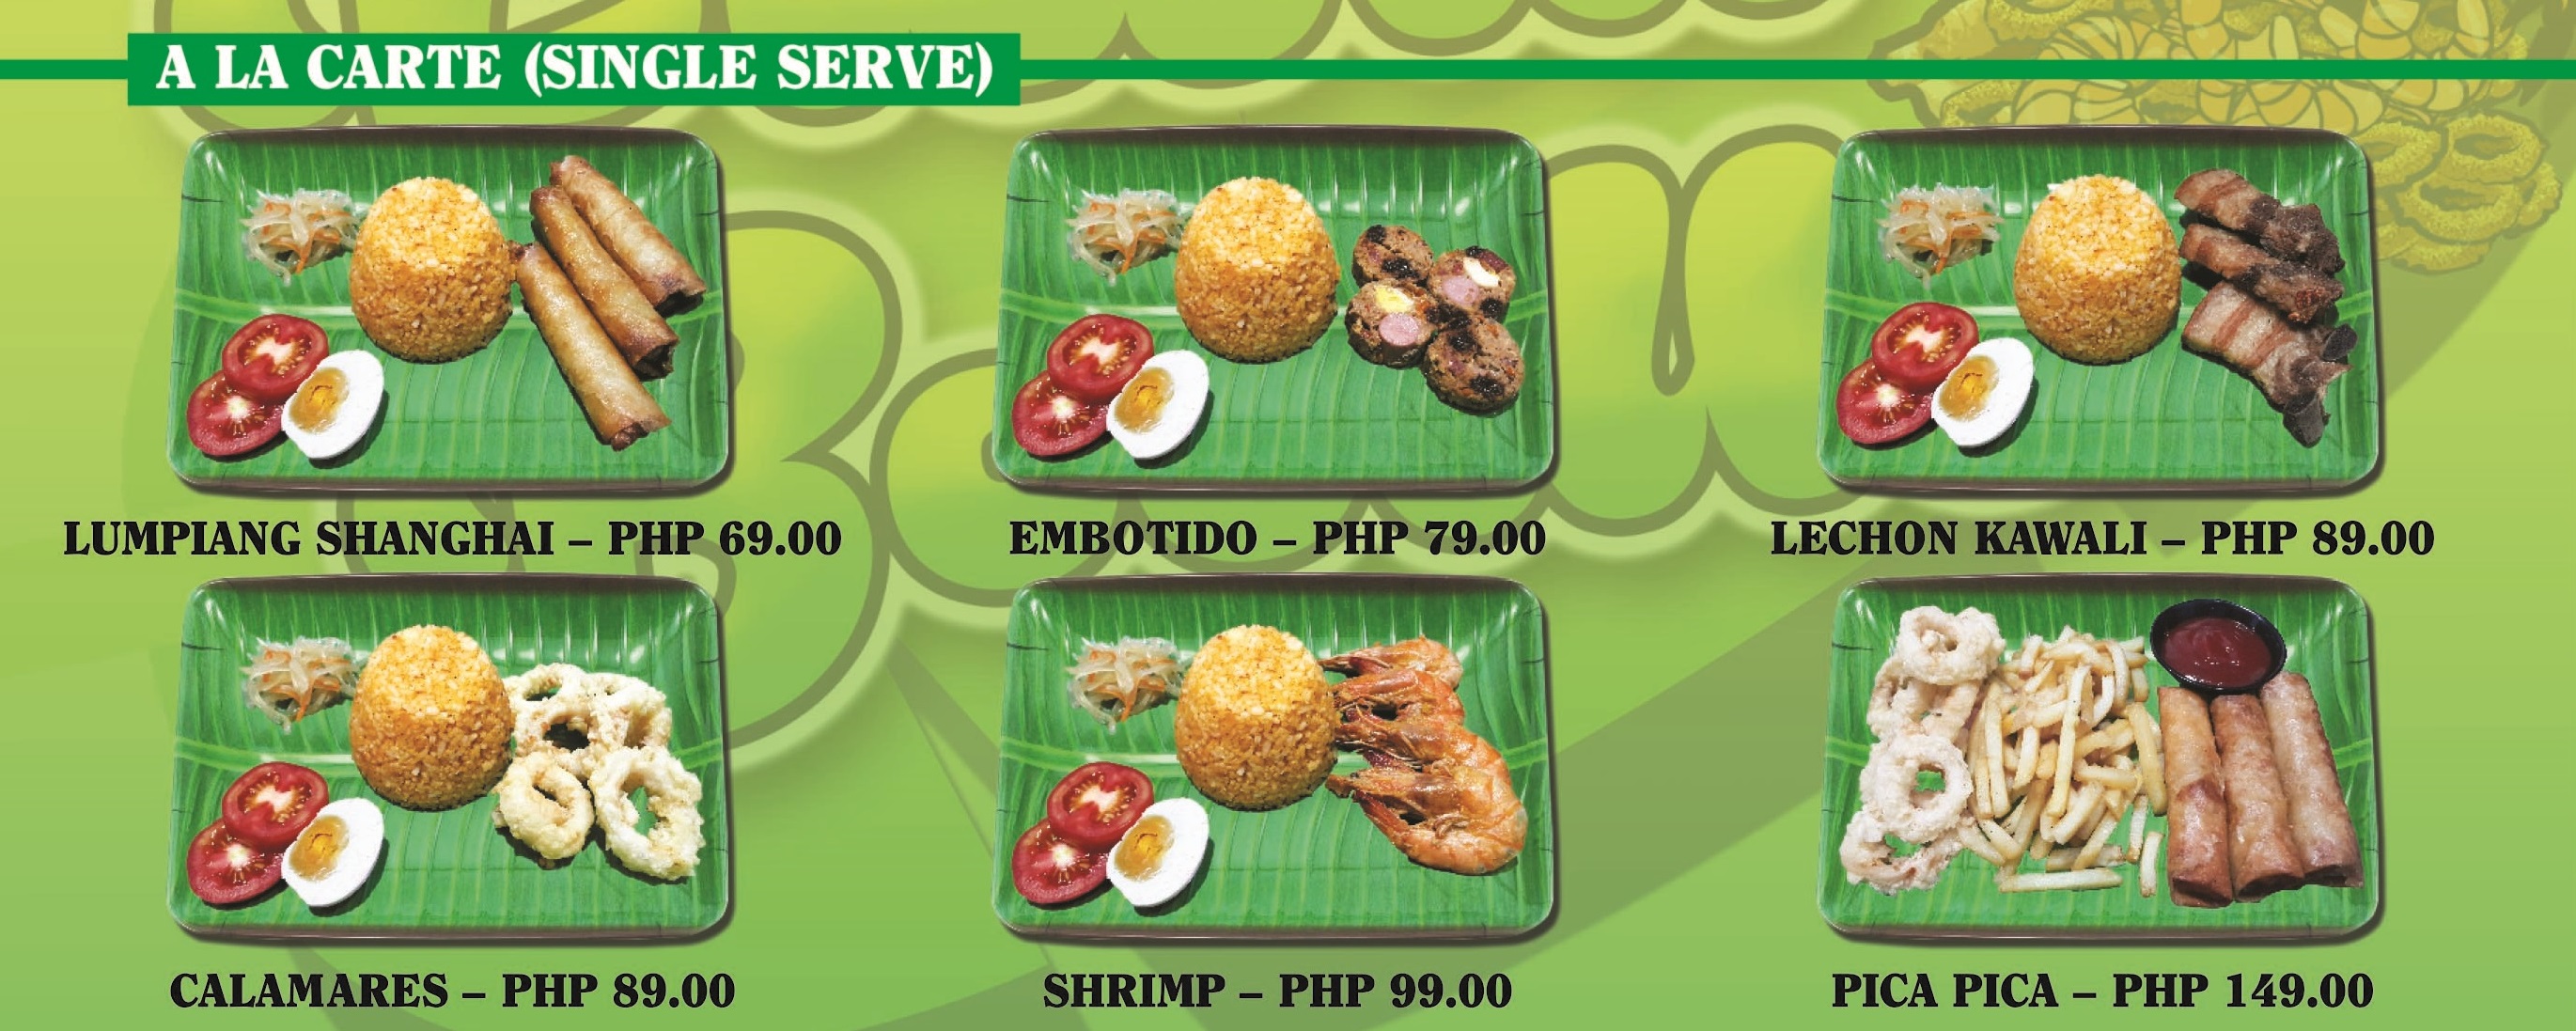 A LA CARTE (SINGLE SERVE)
LUMPIANG SHANGHAI – PHP 69.00
EMBOTIDO – PHP 79.00
LECHON KAWALI – PHP 89.00
CALAMARES – PHP 89.00
SHRIMP – PHP 99.00
PICA PICA – PHP 149.00